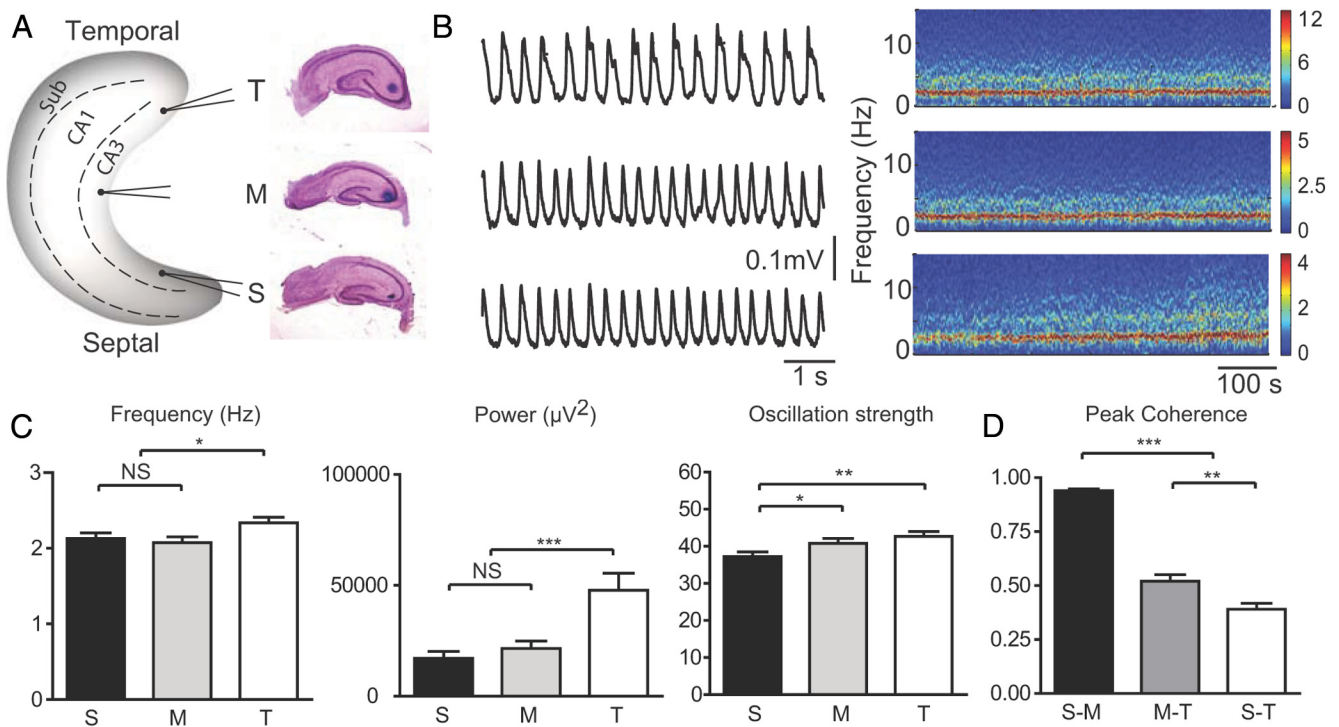 A
Temporal
Sub
CA1
CA3
T
M
S
Septal
B
0.1mV
1 s
Frequency (Hz)
10
0
10
0
10
0
12
6
0
5
2.5
0
4
2
0
100 s
C
Frequency (Hz)
*
NS
3
2
1
0
S M T
Power (µV²)
***
NS
100000
50000
0
S M T
Oscillation strength
**
*
60
50
40
30
20
10
0
S M T
D
Peak Coherence
***
**
1.00
0.75
0.50
0.25
0.00
S-M M-T S-T